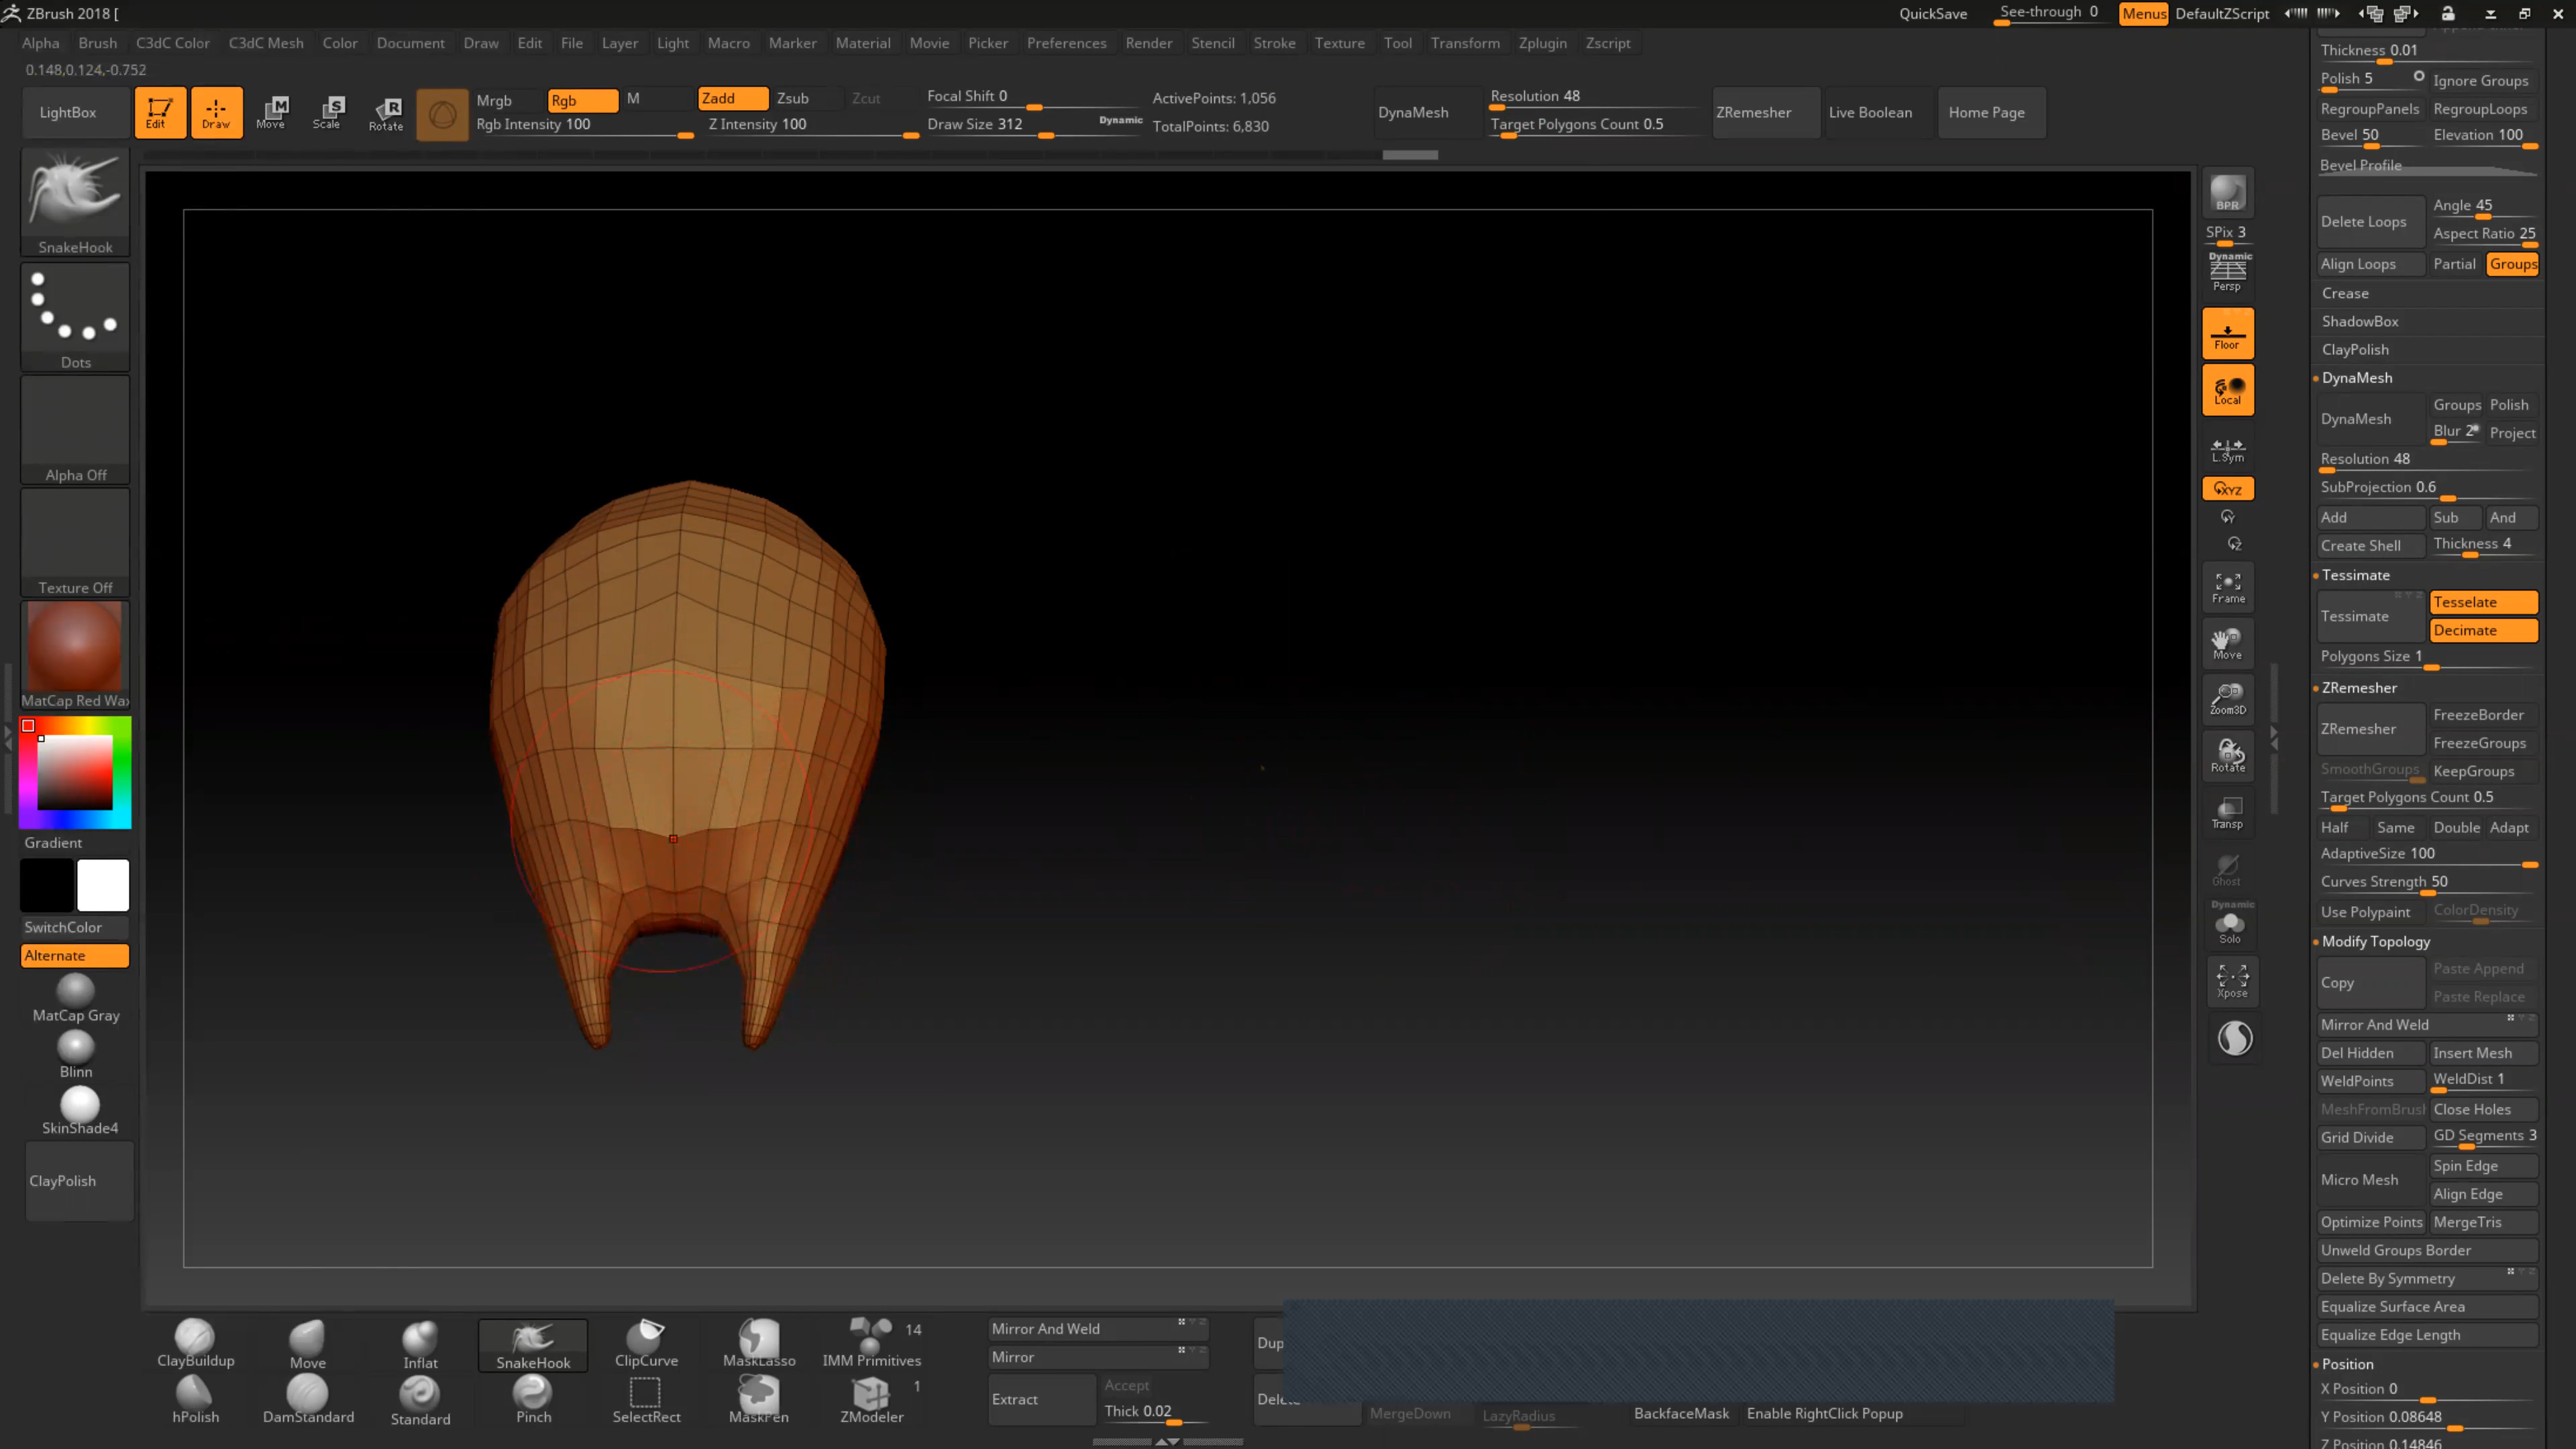 ZBrush 2018 [
QuickSave
See-through 0
Menus
DefaultZScript
Alpha Brush C3dC Color C3dC Mesh Color Document Draw Edit File Layer Light Macro Marker Material Movie Picker Preferences Render Stencil Stroke Texture Tool Transform Zplugin Zscript
0.148,0.124,-0.752
LightBox
Edit
Draw
Move
Scale
Rotate
Mrgb Rgb M
Rgb Intensity 100
Zadd Zsub Zcut
Z Intensity 100
Focal Shift 0
Draw Size 312
Dynamic
ActivePoints: 1,056
TotalPoints: 6,830
DynaMesh
Resolution 48
Target Polygons Count 0.5
ZRemesher
Live Boolean
Home Page
SnakeHook
Dots
Alpha Off
Texture Off
MatCap Red Wax
Gradient
SwitchColor
Alternate
MatCap Gray
Blinn
SkinShade4
ClayPolish
BPR
SPix 3
Dynamic
Persp
Floor
Local
L.Sym
XYZ
Y
Z
Frame
Move
Zoom3D
Rotate
Transp
Ghost
Dynamic
Solo
Xpose
Thickness 0.01
Polish 5
Ignore Groups
RegroupPanels RegroupLoops
Bevel 50 Elevation 100
Bevel Profile
Delete Loops
Angle 45
Aspect Ratio 25
Align Loops Partial Groups
Crease
ShadowBox
ClayPolish
DynaMesh
DynaMesh
Groups Polish
Blur 2 Project
Resolution 48
SubProjection 0.6
Add Sub And
Create Shell Thickness 4
Tessimate
Tessimate
Tesselate
Decimate
Polygons Size 1
ZRemesher
ZRemesher
FreezeBorder
FreezeGroups
SmoothGroups KeepGroups
Target Polygons Count 0.5
Half Same Double Adapt
AdaptiveSize 100
Curves Strength 50
Use Polypaint ColorDensity
Modify Topology
Copy
Paste Append
Paste Replace
Mirror And Weld
Del Hidden Insert Mesh
WeldPoints WeldDist 1
MeshFromBrush Close Holes
Grid Divide GD Segments 3
Micro Mesh
Spin Edge
Align Edge
Optimize Points MergeTris
Unweld Groups Border
Delete By Symmetry
Equalize Surface Area
Equalize Edge Length
Position
X Position 0
Y Position 0.08648
Z Position 0.14846
ClayBuildup Move Inflat SnakeHook ClipCurve MaskLasso IMM Primitives 14
hPolish DamStandard Standard Pinch SelectRect MaskPen ZModeler 1
Mirror And Weld
Mirror
Extract
Accept
Thick 0.02
Dup
Delete
MergeDown
LazyRadius
BackfaceMask
Enable RightClick Popup